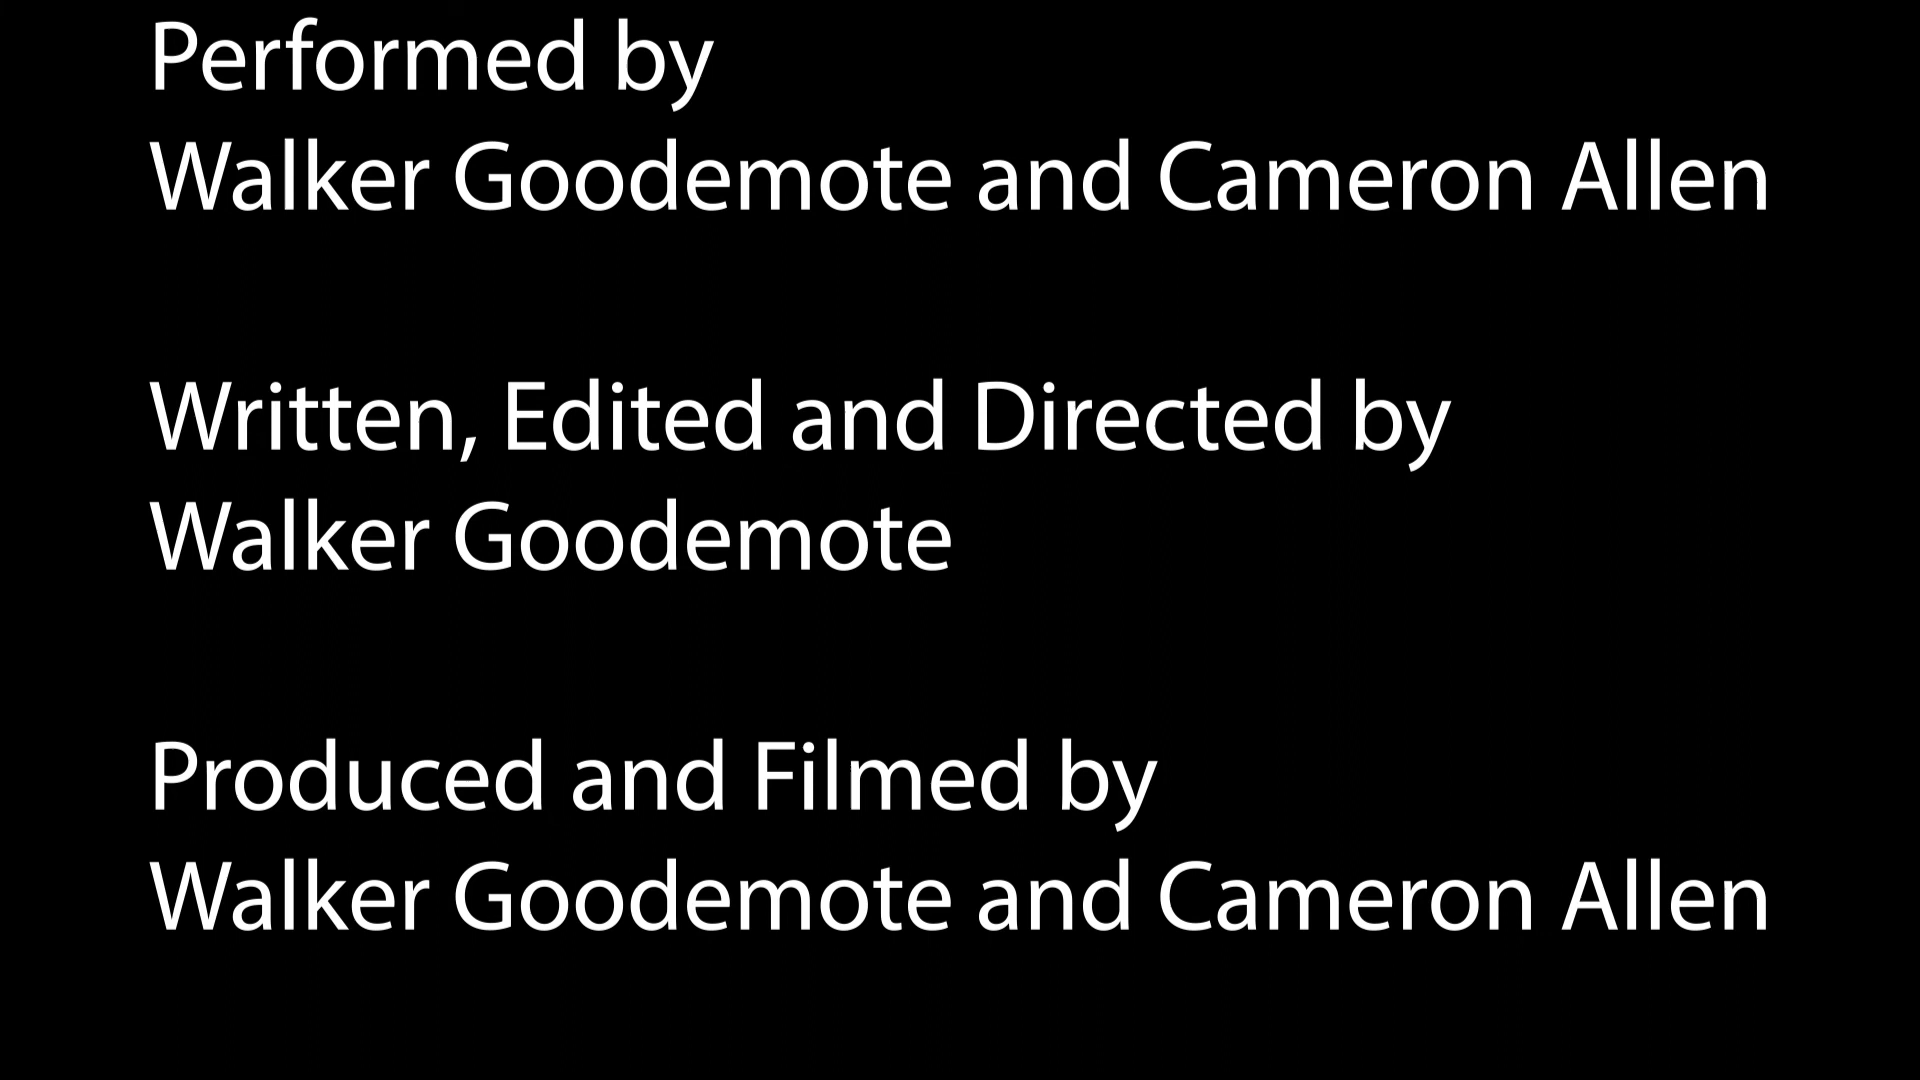 Performed by
Walker Goodemote and Cameron Allen
Written, Edited and Directed by
Walker Goodemote
Produced and Filmed by
Walker Goodemote and Cameron Allen